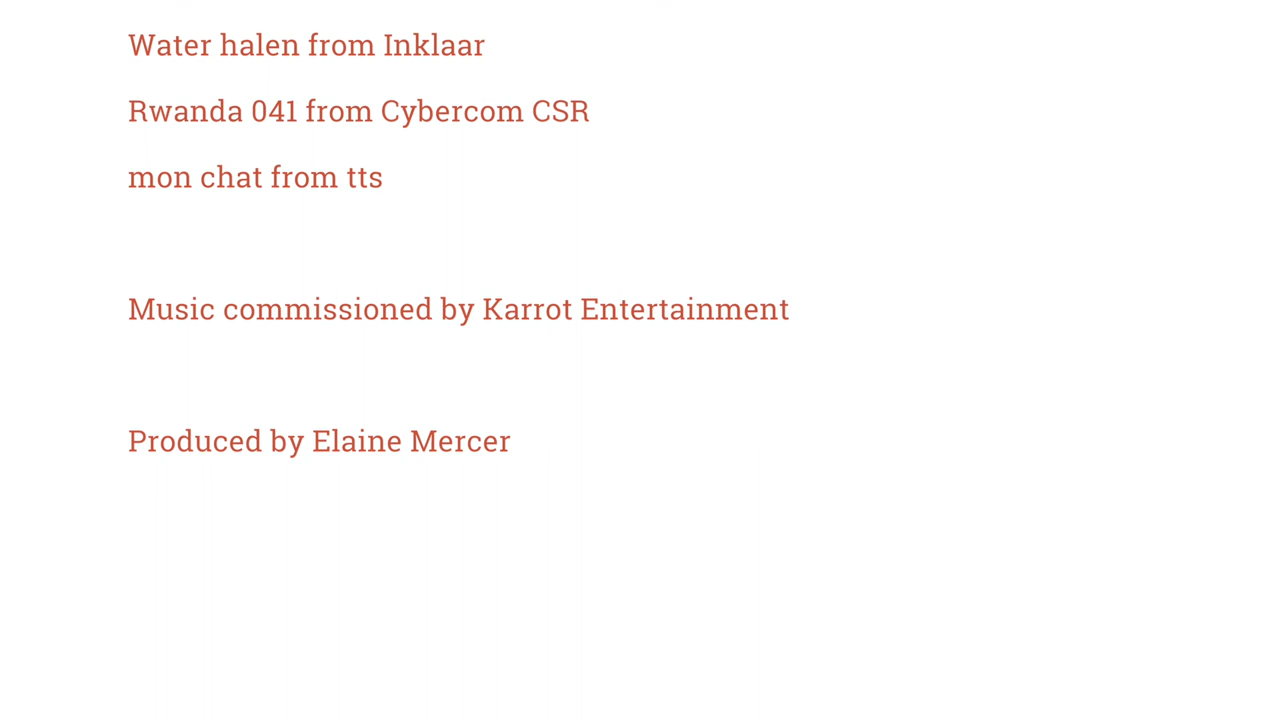 Water halen from Inklaar
Rwanda 041 from Cybercom CSR
mon chat from tts
Music commissioned by Karrot Entertainment
Produced by Elaine Mercer